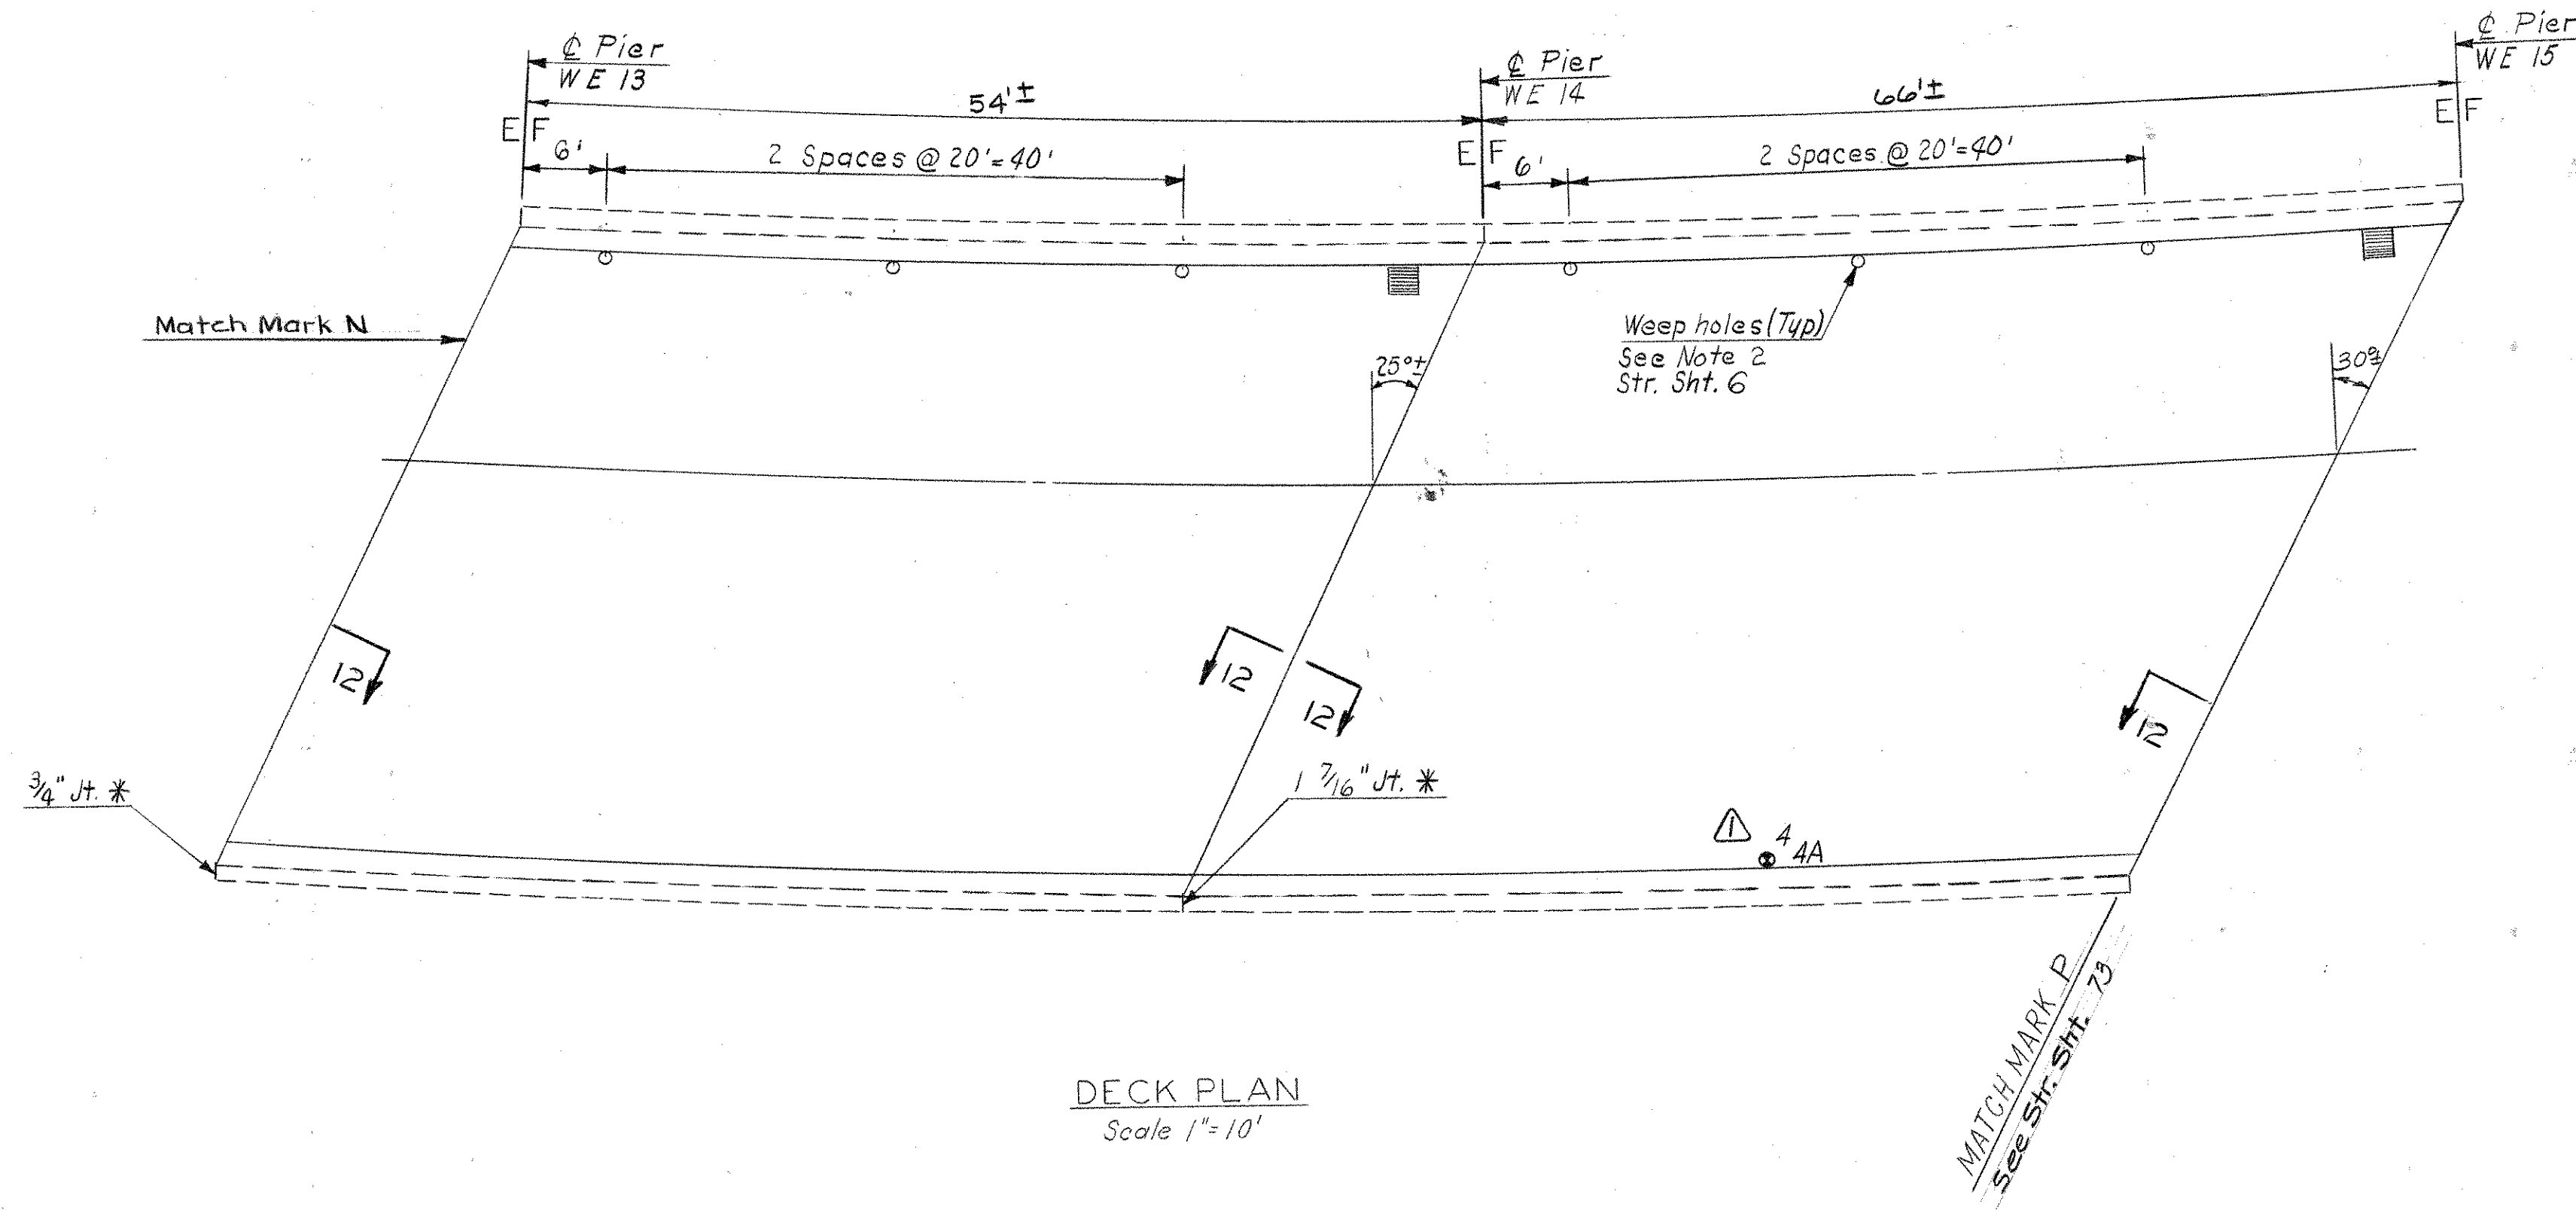 ℄ Pier
WE 13
℄ Pier
WE 14
℄ Pier
WE 15
54'±
66'±
E F
E F
E F
6'
2 Spaces @ 20'=40'
6'
2 Spaces @ 20'=40'
Match Mark N
Weep holes (Typ)
See Note 2
Str. Sht. 6
25°±
30°±
12
12
12
12
3/4" Jt. *
1 7/16" Jt. *
1
4
4A
MATCH MARK P
See Str. Sht. 73
DECK PLAN
Scale 1"=10'